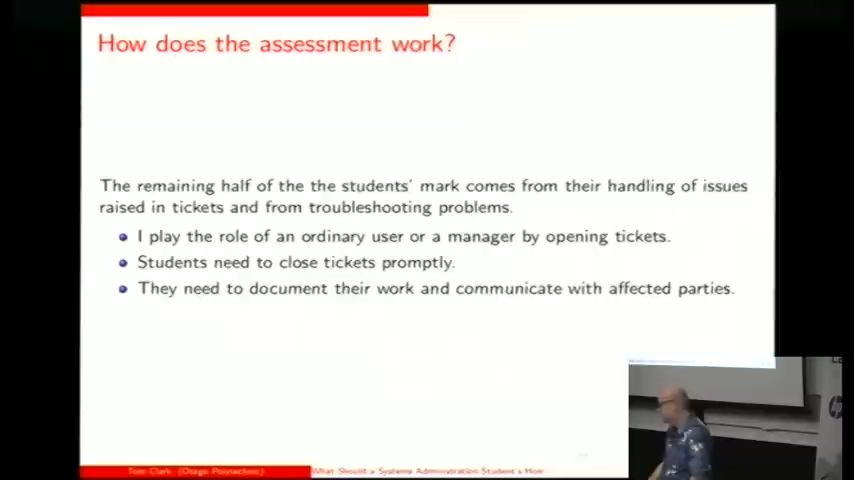 How does the assessment work?
The remaining half of the the students' mark comes from their handling of issues
raised in tickets and from troubleshooting problems.
I play the role of an ordinary user or a manager by opening tickets.
Students need to close tickets promptly.
They need to document their work and communicate with affected parties.
Tom Clark (Otago Polytechnic)
What Should a Systems Administration Student's Hom
hp